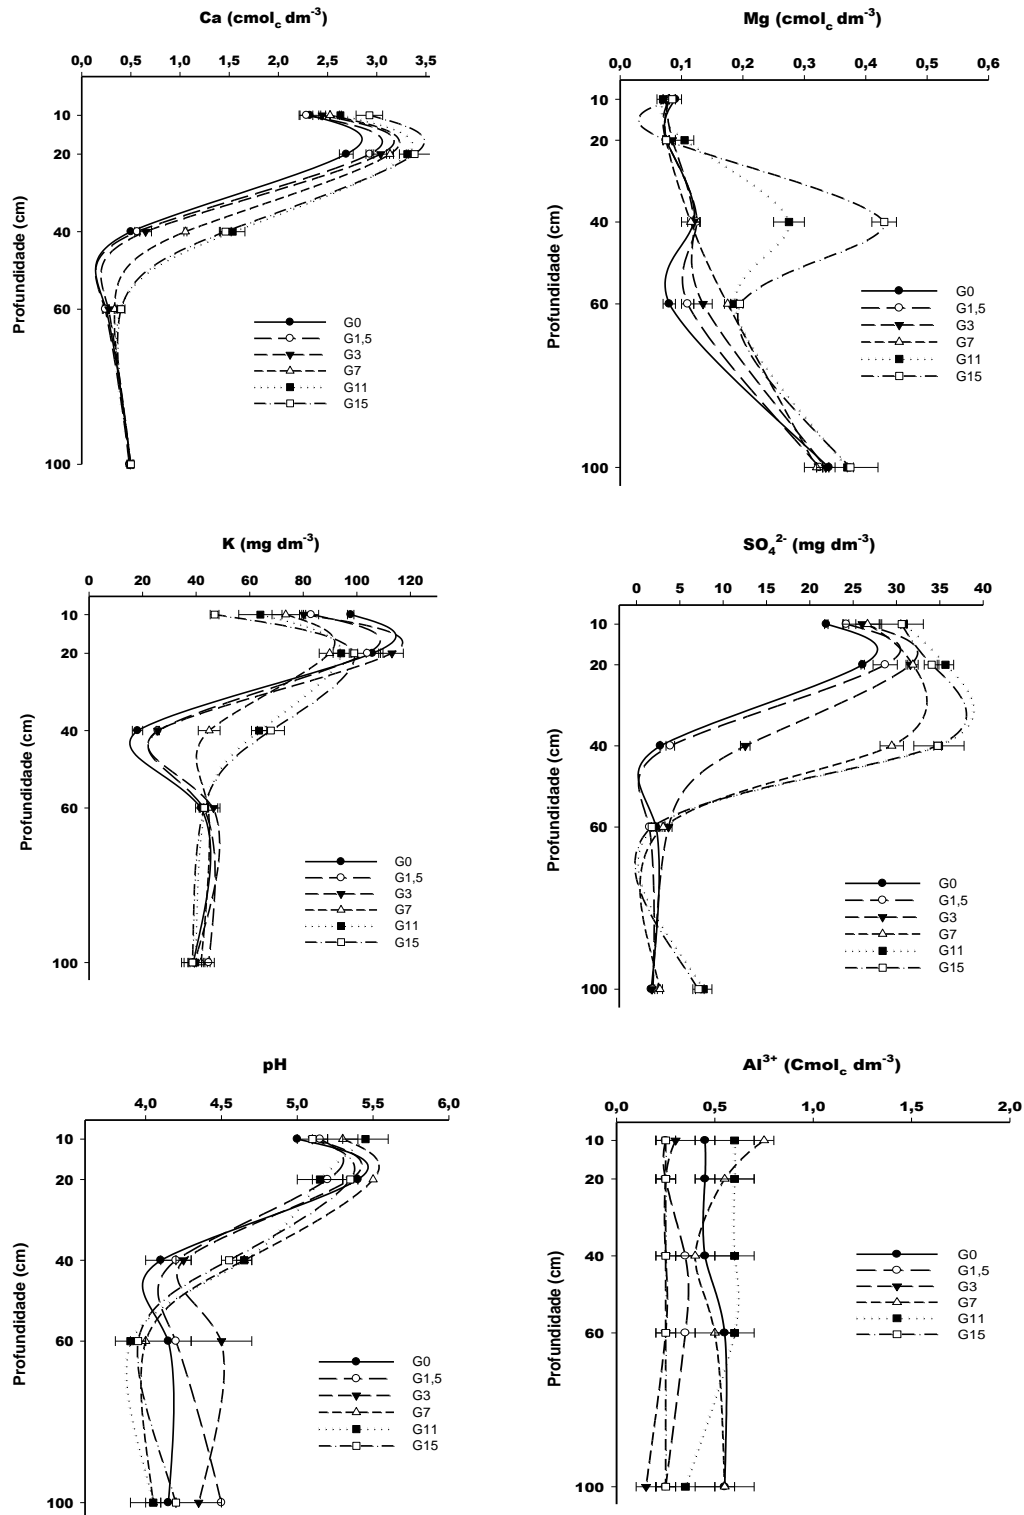 Ca (cmolc dm-3)
0,0 0,5 1,0 1,5 2,0 2,5 3,0 3,5
Profundidade (cm)
10
20
40
60
100
G0
G1,5
G3
G7
G11
G15
Mg (cmolc dm-3)
0,0 0,1 0,2 0,3 0,4 0,5 0,6
Profundidade (cm)
10
20
40
60
100
G0
G1,5
G3
G7
G11
G15
K (mg dm-3)
0 20 40 60 80 100 120
Profundidade (cm)
10
20
40
60
100
G0
G1,5
G3
G7
G11
G15
SO42- (mg dm-3)
0 5 10 15 20 25 30 35 40
Profundidade (cm)
10
20
40
60
100
G0
G1,5
G3
G7
G11
G15
pH
4,0 4,5 5,0 5,5 6,0
Profundidade (cm)
10
20
40
60
100
G0
G1,5
G3
G7
G11
G15
Al3+ (Cmolc dm-3)
0,0 0,5 1,0 1,5 2,0
Profundidade (cm)
10
20
40
60
100
G0
G1,5
G3
G7
G11
G15